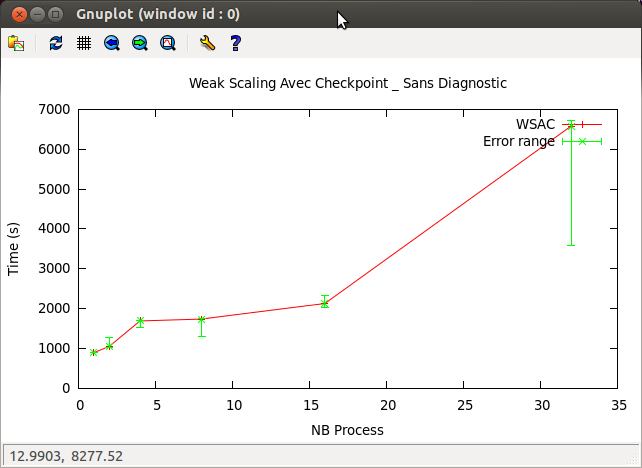 Gnuplot (window id : 0)
Weak Scaling Avec Checkpoint _ Sans Diagnostic
WSAC
Error range
7000
6000
5000
4000
3000
2000
1000
0
Time (s)
0 5 10 15 20 25 30 35
NB Process
12.9903, 8277.52